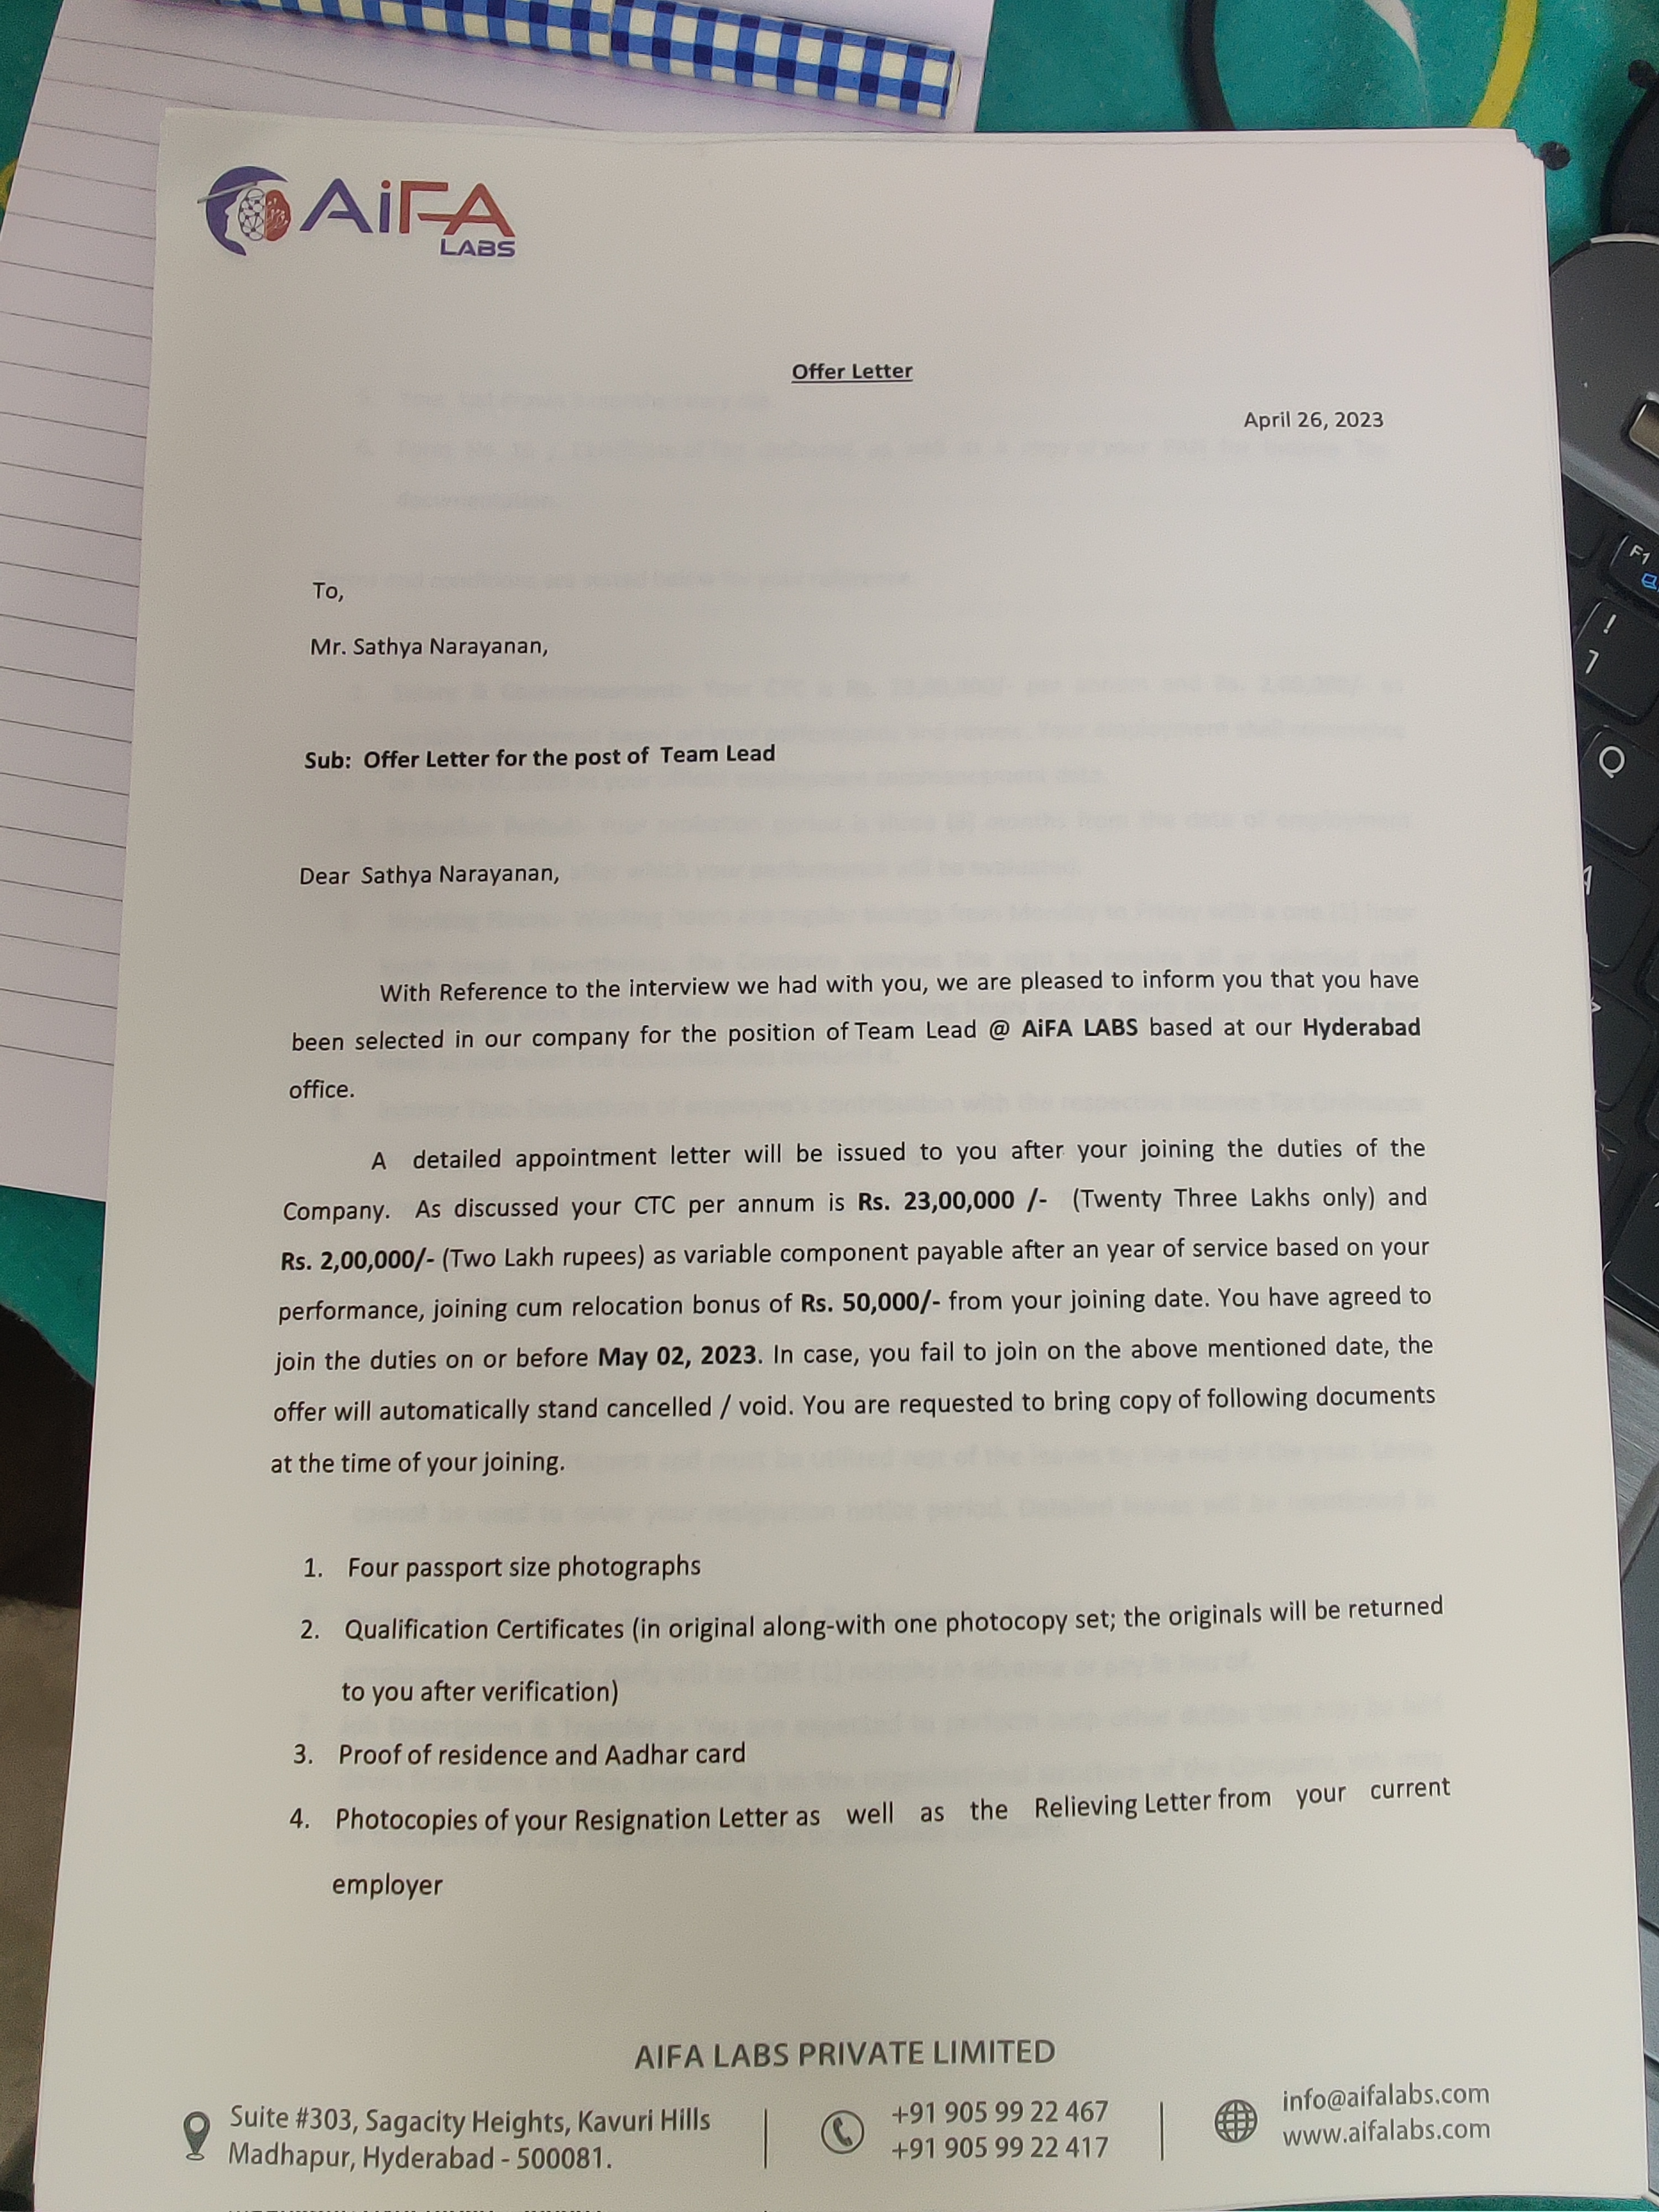 AiFA
LABS
Offer Letter
April 26, 2023
To,
Mr. Sathya Narayanan,
Sub: Offer Letter for the post of Team Lead
Dear Sathya Narayanan,
With Reference to the interview we had with you, we are pleased to inform you that you have
been selected in our company for the position of Team Lead @ AiFA LABS based at our Hyderabad
office.
A detailed appointment letter will be issued to you after your joining the duties of the
Company. As discussed your CTC per annum is Rs. 23,00,000 /- (Twenty Three Lakhs only) and
Rs. 2,00,000/- (Two Lakh rupees) as variable component payable after an year of service based on your
performance, joining cum relocation bonus of Rs. 50,000/- from your joining date. You have agreed to
join the duties on or before May 02, 2023. In case, you fail to join on the above mentioned date, the
offer will automatically stand cancelled / void. You are requested to bring copy of following documents
at the time of your joining.
1. Four passport size photographs
2. Qualification Certificates (in original along-with one photocopy set; the originals will be returned
to you after verification)
3. Proof of residence and Aadhar card
4. Photocopies of your Resignation Letter as well as the Relieving Letter from your current
employer
AIFA LABS PRIVATE LIMITED
Suite #303, Sagacity Heights, Kavuri Hills
Madhapur, Hyderabad - 500081.
+91 905 99 22 467
+91 905 99 22 417
info@aifalabs.com
www.aifalabs.com
F1
!
1
Q
A